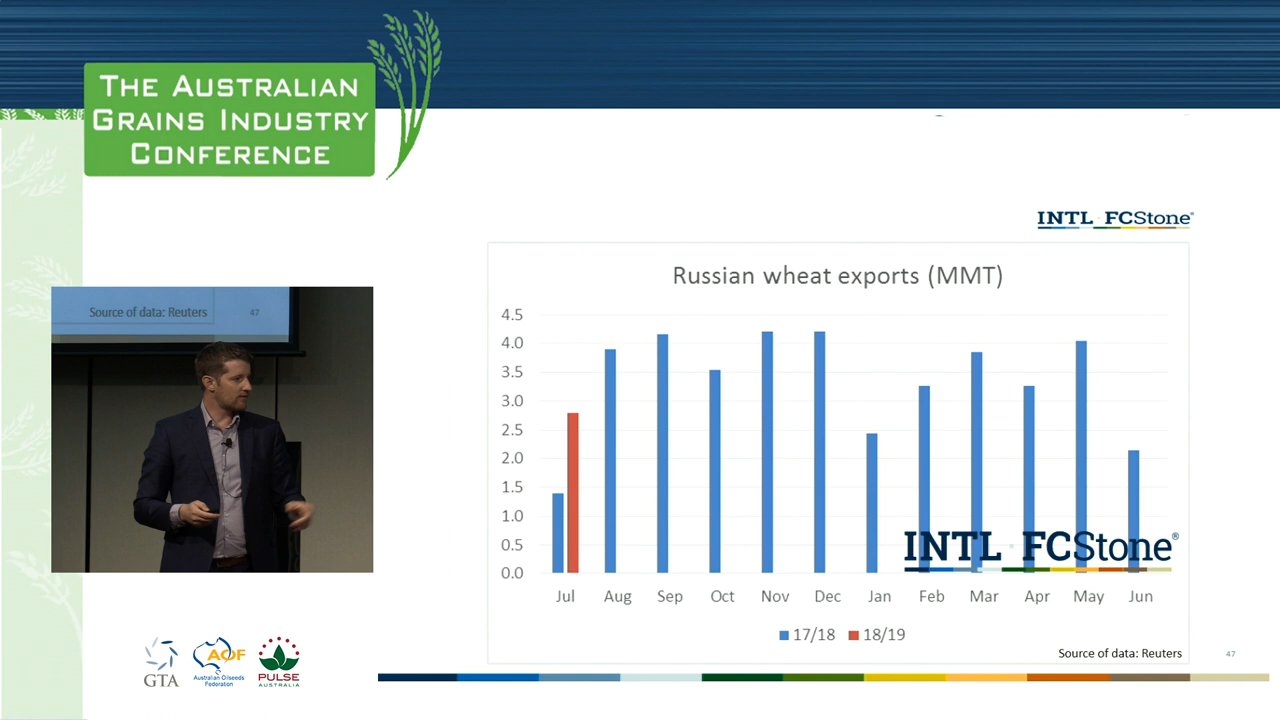 THE AUSTRALIAN
GRAINS INDUSTRY
CONFERENCE
INTL FCStone®
Russian wheat exports (MMT)
4.5
4.0
3.5
3.0
2.5
2.0
1.5
1.0
0.5
0.0
Jul Aug Sep Oct Nov Dec Jan Feb Mar Apr May Jun
17/18 18/19
INTL FCStone®
Source of data: Reuters 47
Source of data: Reuters 47
GTA
AOF
Australian Oilseeds
Federation
PULSE
AUSTRALIA